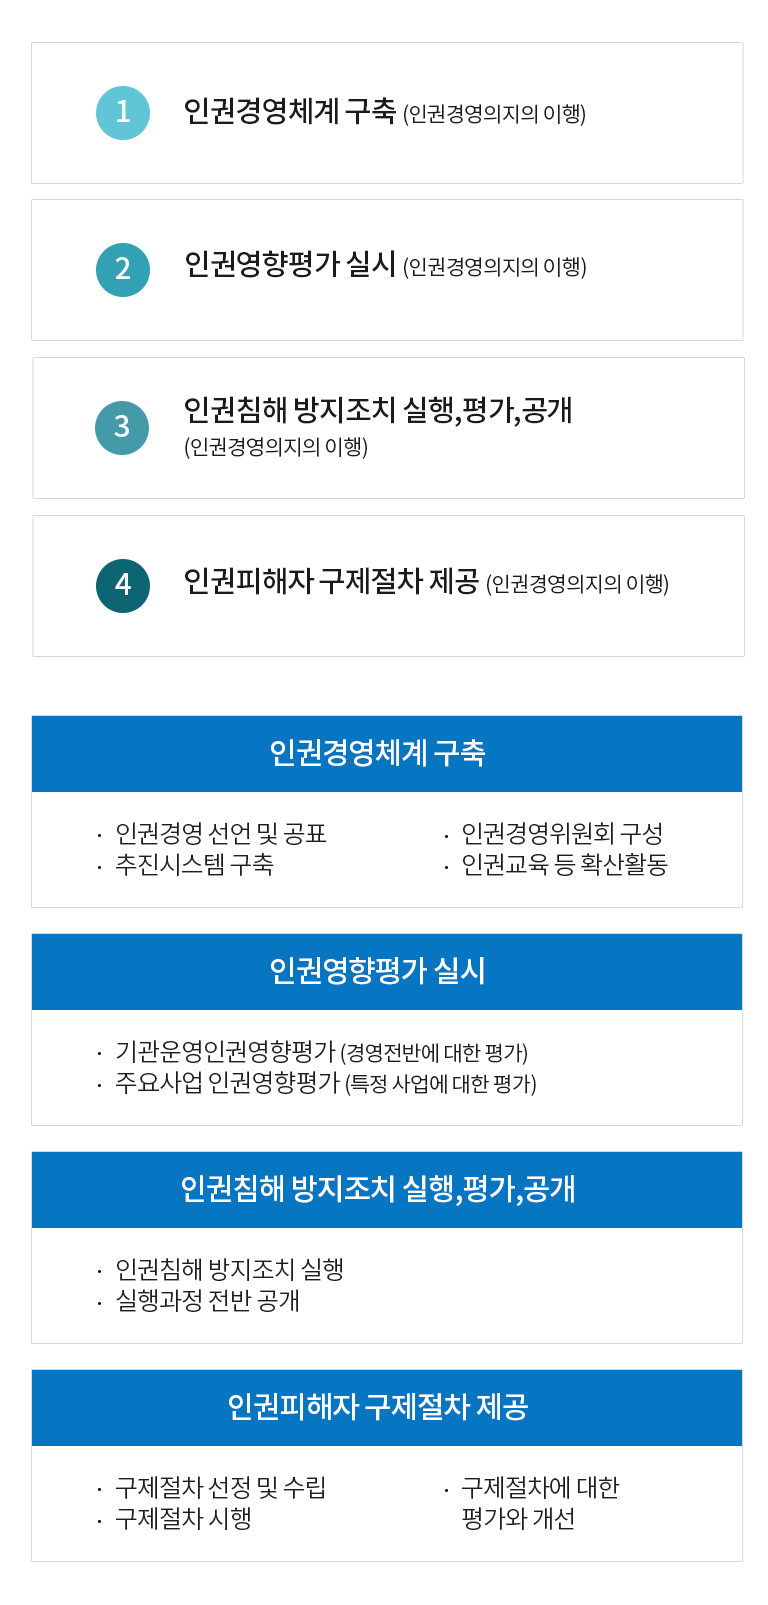 1 인권경영체계 구축 (인권경영의지의 이행)
2 인권영향평가 실시 (인권경영의지의 이행)
3 인권침해 방지조치 실행,평가,공개
(인권경영의지의 이행)
4 인권피해자 구제절차 제공 (인권경영의지의 이행)
인권경영체계 구축
· 인권경영 선언 및 공표
· 추진시스템 구축
· 인권경영위원회 구성
· 인권교육 등 확산활동
인권영향평가 실시
· 기관운영인권영향평가 (경영전반에 대한 평가)
· 주요사업 인권영향평가 (특정 사업에 대한 평가)
인권침해 방지조치 실행,평가,공개
· 인권침해 방지조치 실행
· 실행과정 전반 공개
인권피해자 구제절차 제공
· 구제절차 선정 및 수립
· 구제절차 시행
· 구제절차에 대한
평가와 개선